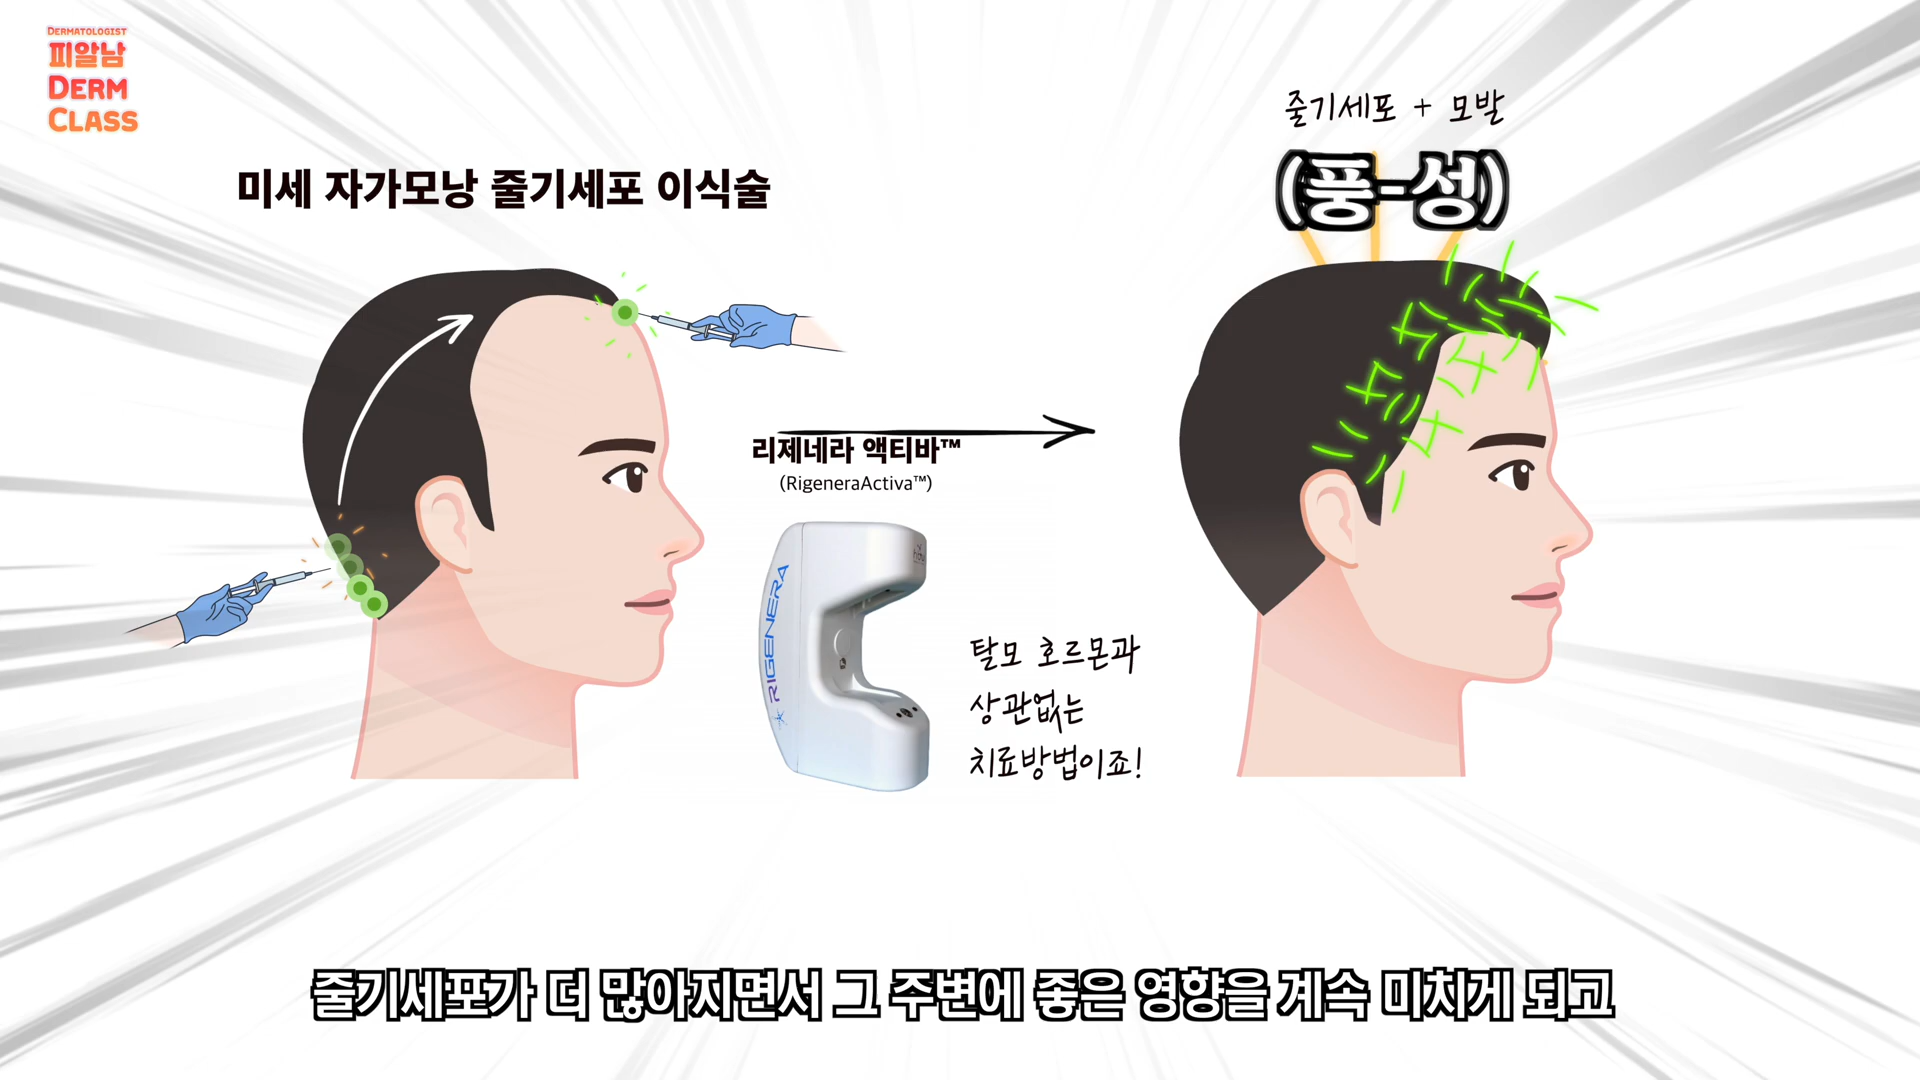 DERMATOLOGIST
피알남
DERM
CLASS
줄기세포 + 모발
(풍-성)
미세 자가모낭 줄기세포 이식술
리제네라 액티바™
(RigeneraActiva™)
RIGENERA
탈모 호르몬과
상관없는
치료방법이죠!
줄기세포가 더 많아지면서 그 주변에 좋은 영향을 계속 미치게 되고